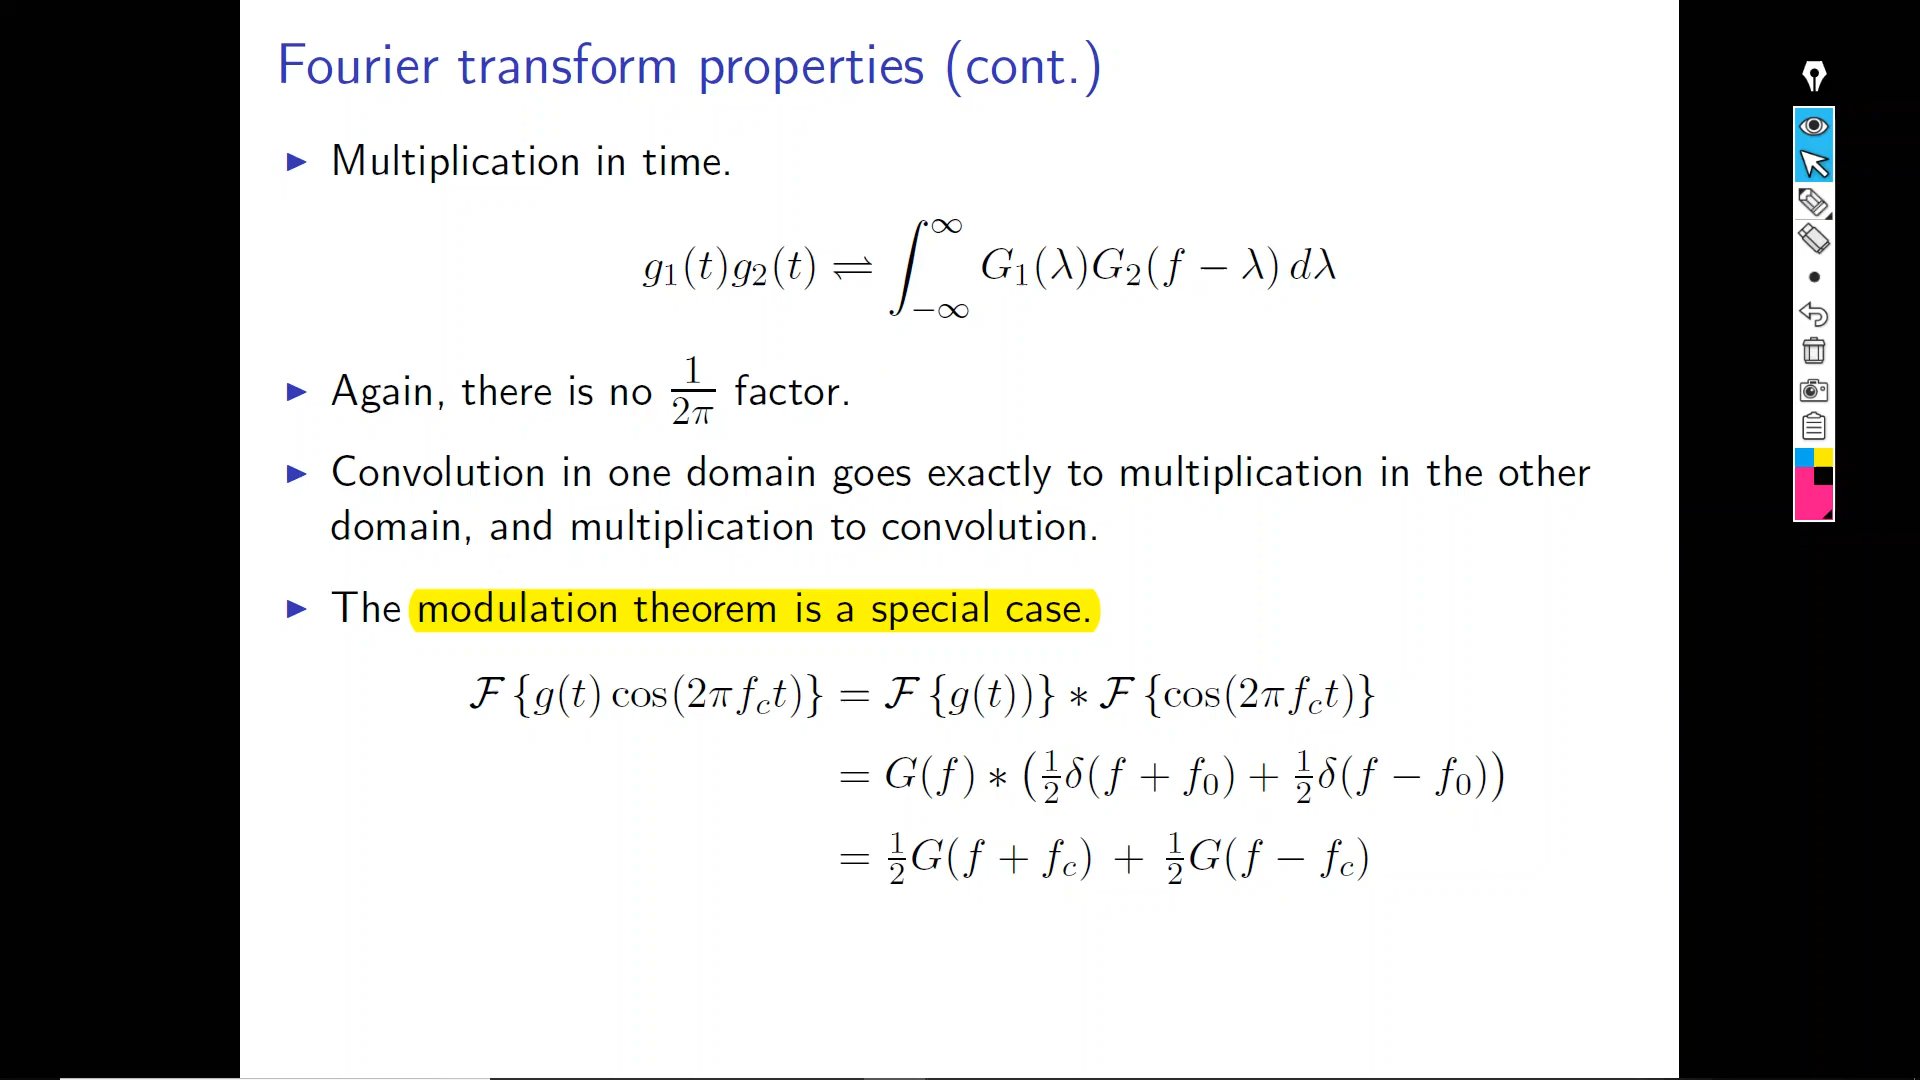 Fourier transform properties (cont.)
▶ Multiplication in time.
g₁(t)g₂(t) ⇌ ∫_{-∞}^{∞} G₁(λ)G₂(f − λ) dλ
▶ Again, there is no 1/2π factor.
▶ Convolution in one domain goes exactly to multiplication in the other
domain, and multiplication to convolution.
▶ The modulation theorem is a special case.
ℱ{g(t) cos(2πf_c t)} = ℱ{g(t))} ∗ ℱ{cos(2πf_c t)}
= G(f) ∗ (½δ(f + f₀) + ½δ(f − f₀))
= ½G(f + f_c) + ½G(f − f_c)